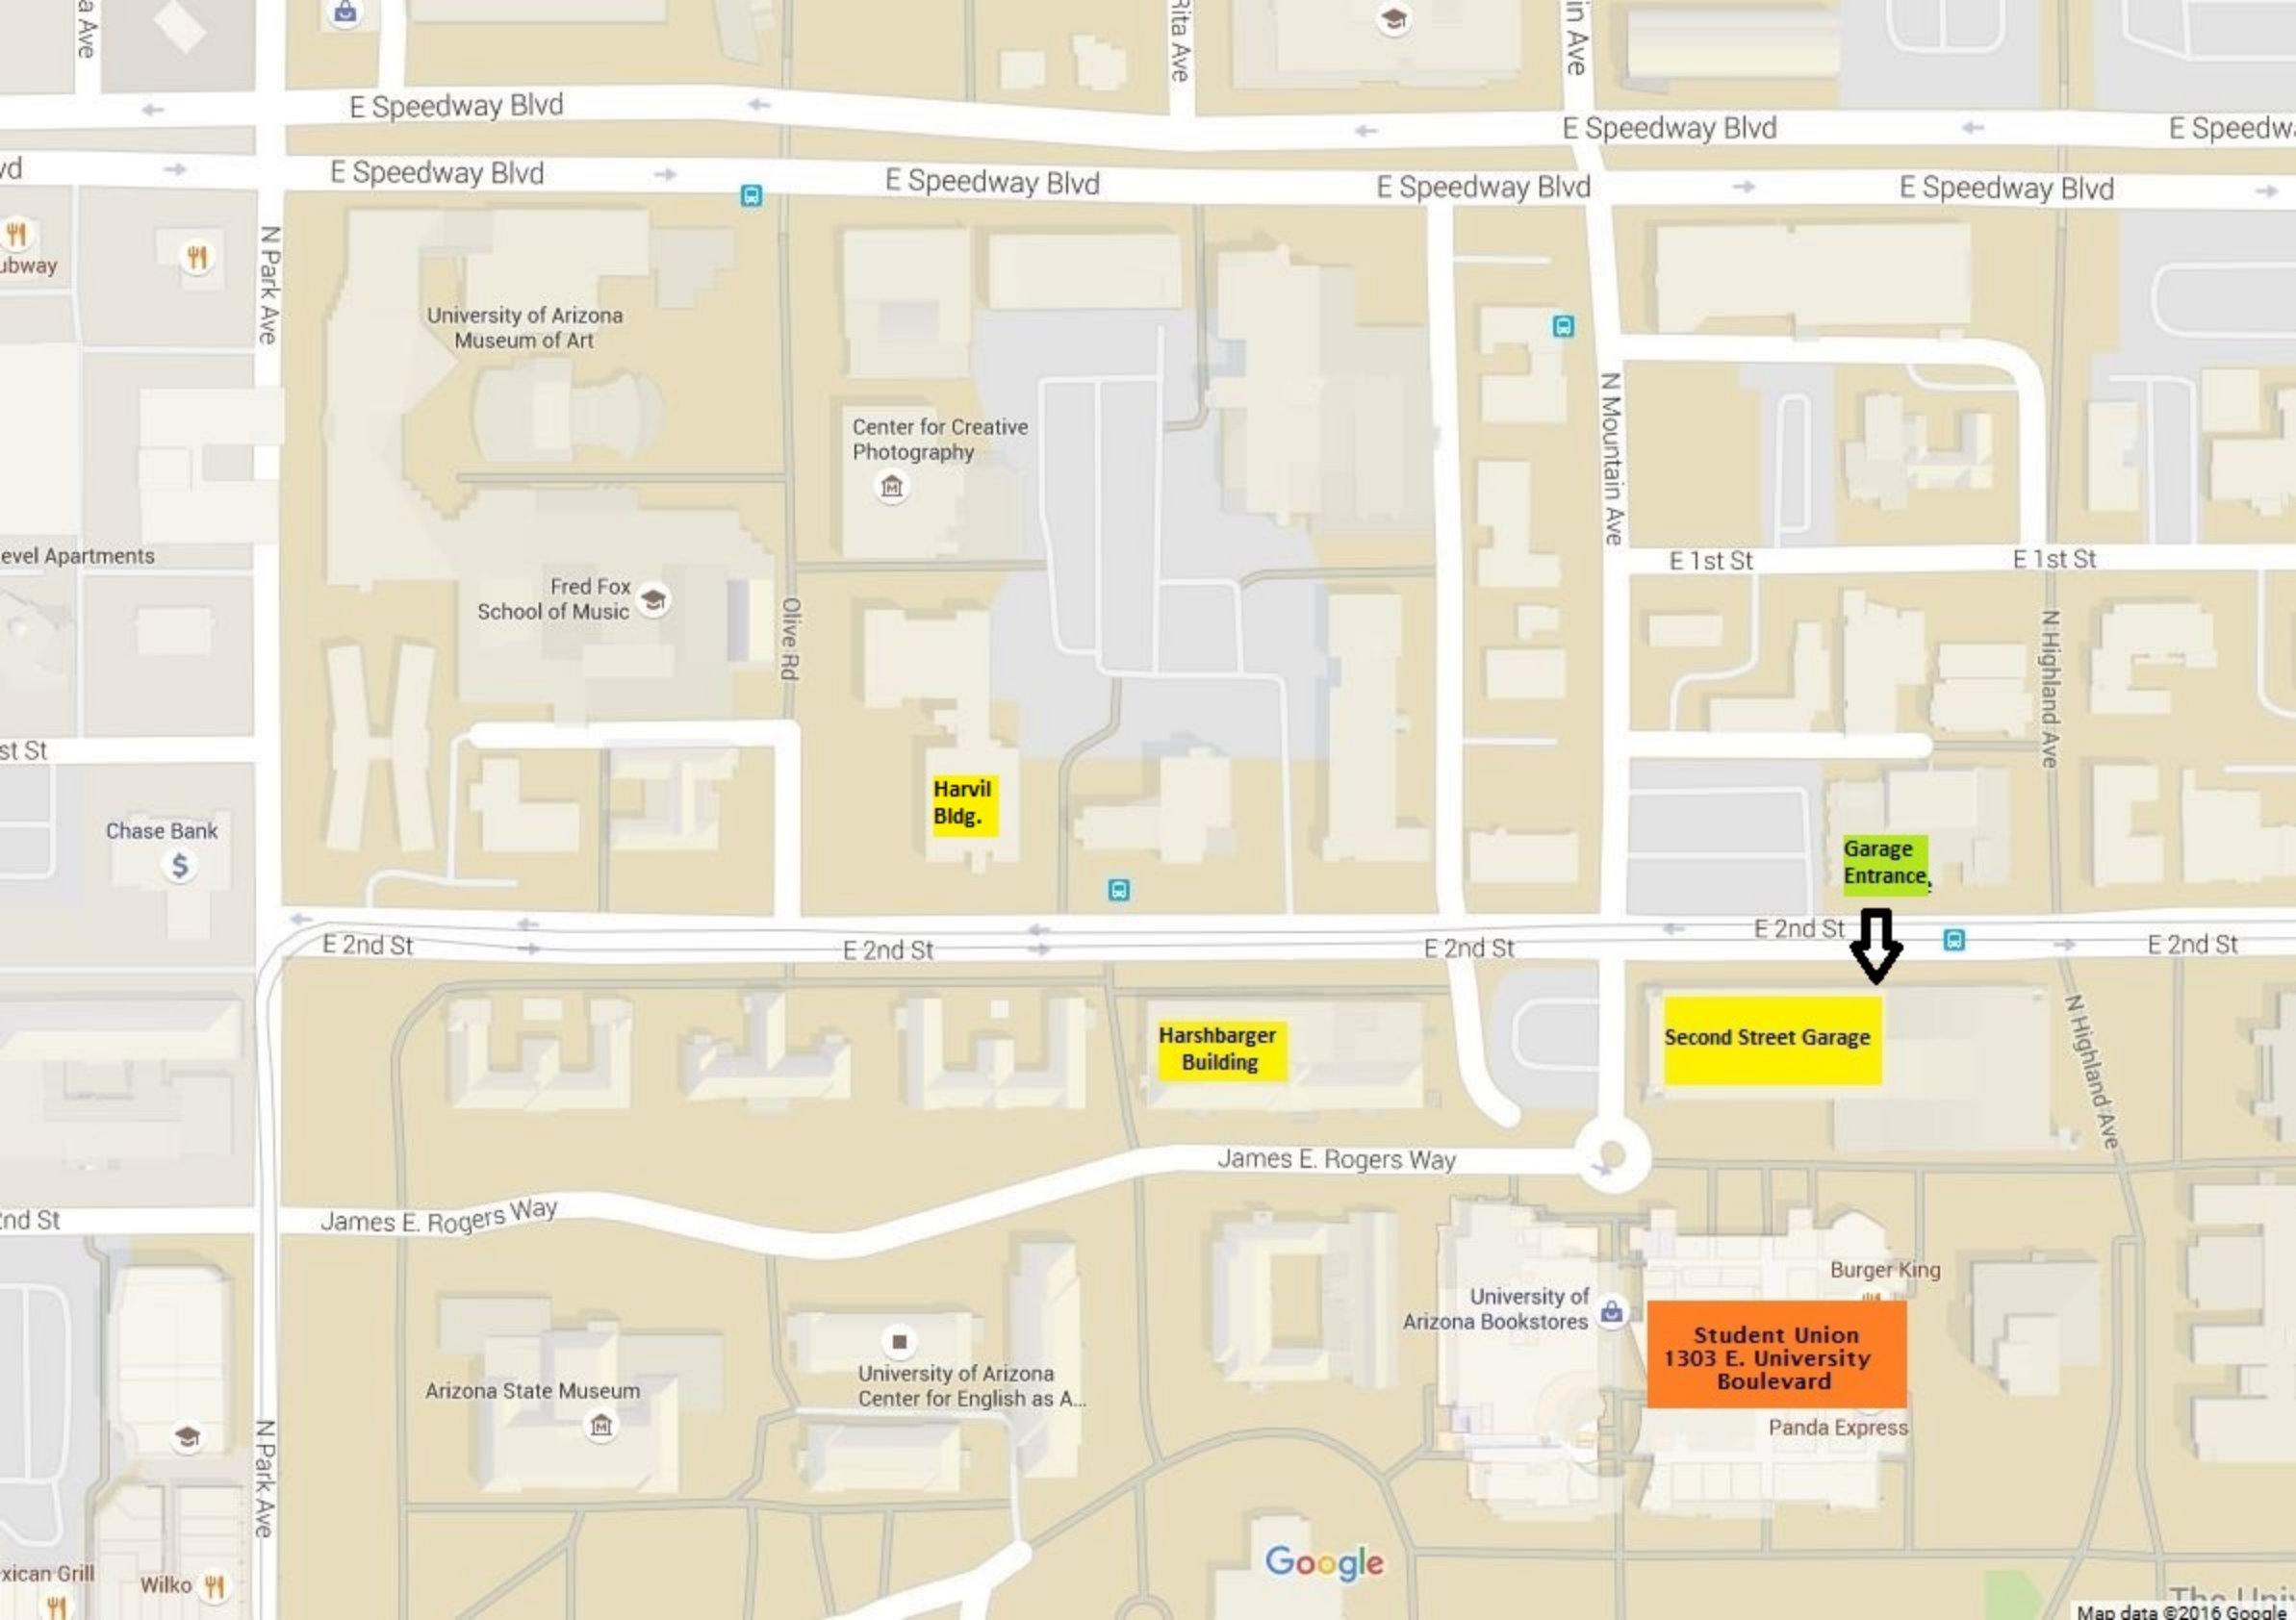 a Ave
Rita Ave
in Ave
E Speedway Blvd
E Speedway Blvd
E Speedw
vd
E Speedway Blvd
E Speedway Blvd
E Speedway Blvd
E Speedway Blvd
N Park Ave
ubway
University of Arizona
Museum of Art
N Mountain Ave
Center for Creative
Photography
evel Apartments
E 1st St
E 1st St
Fred Fox
School of Music
Olive Rd
N Highland Ave
st St
Harvil
Bldg.
Chase Bank
$
Garage
Entrance
E 2nd St
E 2nd St
E 2nd St
E 2nd St
E 2nd St
N Highland Ave
Harshbarger
Building
Second Street Garage
James E. Rogers Way
James E. Rogers Way
2nd St
Burger King
University of
Arizona Bookstores
Student Union
1303 E. University
Boulevard
University of Arizona
Center for English as A...
Arizona State Museum
Panda Express
N Park Ave
Google
xican Grill
Wilko
The Uni
Map data ©2016 Google